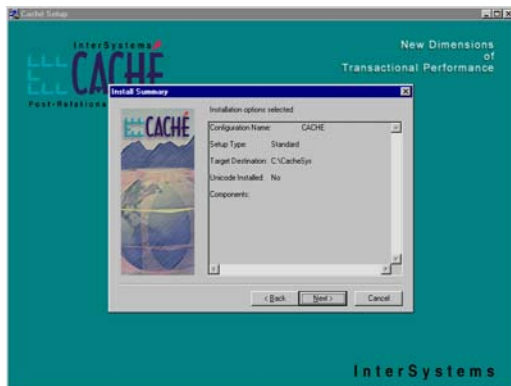 Caché Setup
InterSystems
CACHÉ
Post-Relationa
New Dimensions
of
Transactional Performance
Install Summary
CACHÉ
Installation options selected
Configuration Name: CACHE
Setup Type: Standard
Target Destination: C:\CacheSys
Unicode Installed: No
Components:
< Back
Next >
Cancel
InterSystems